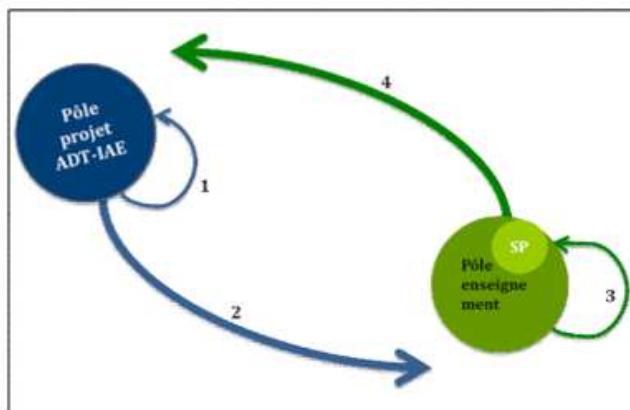 Pôle
projet
ADT-IAE
1
2
4
SP
Pôle
enseigne
ment
3